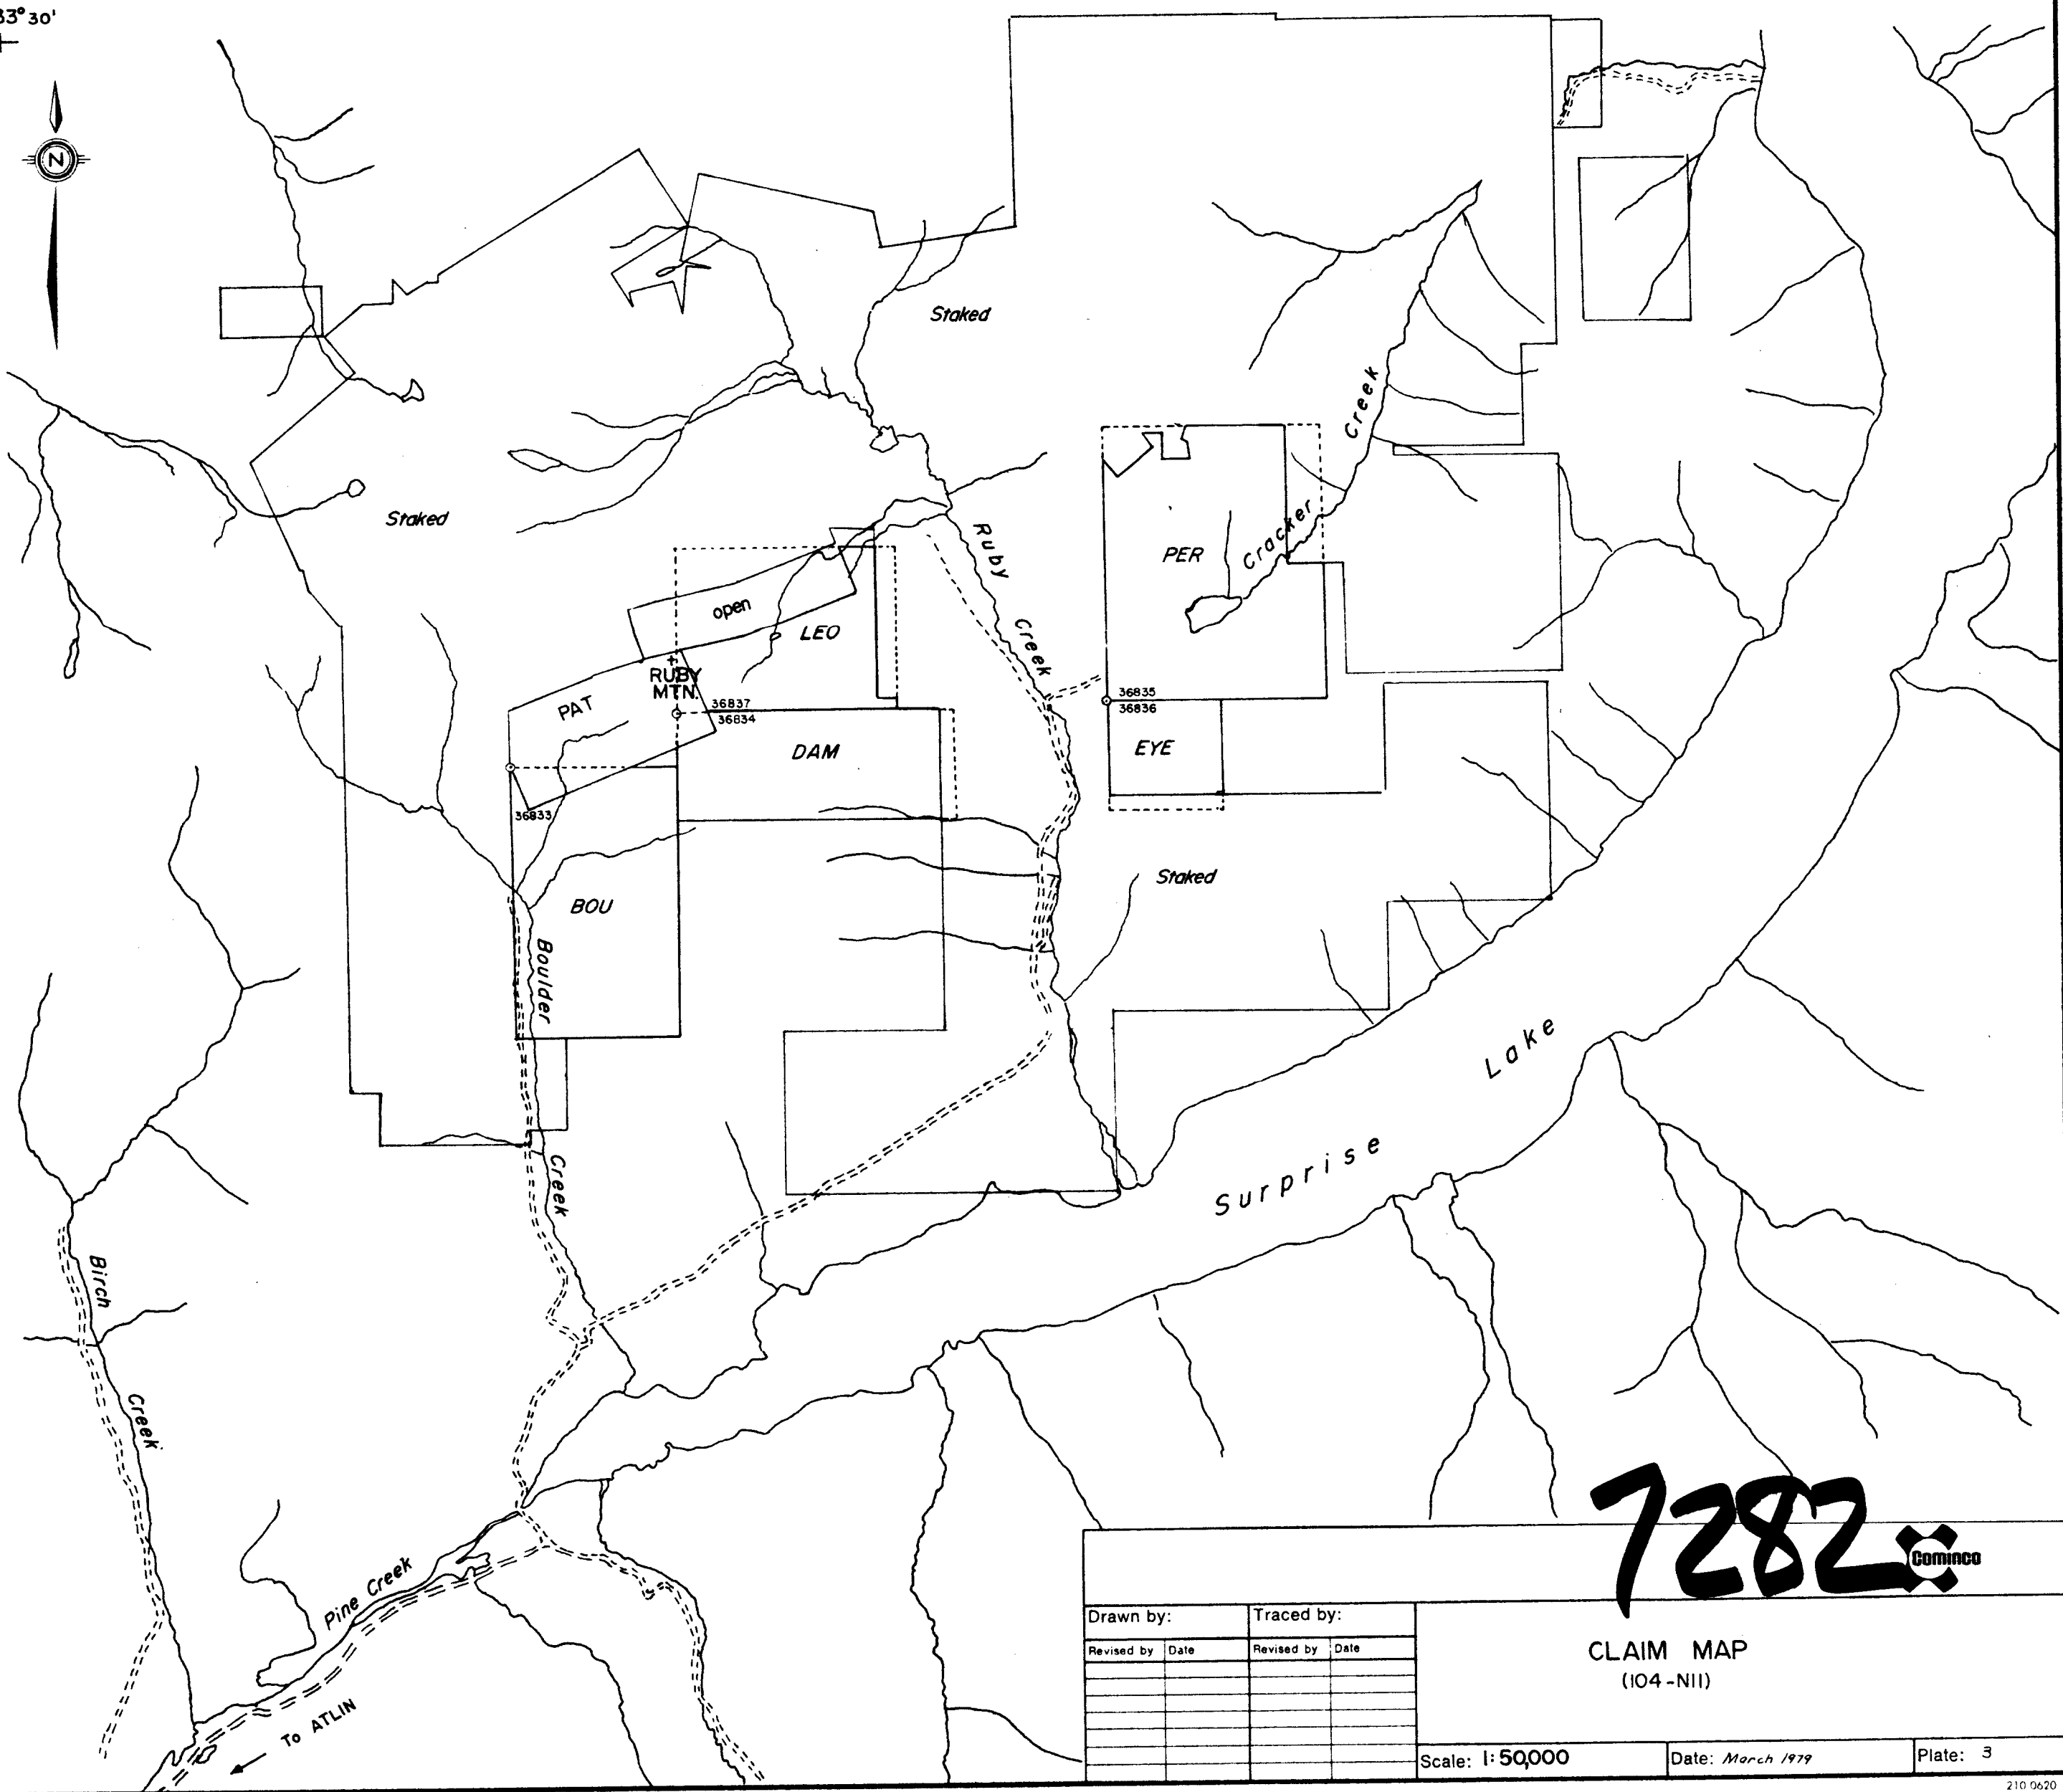 33°30'
N
Staked
Staked
Creek
Cracker
PER
Ruby
Creek
open
LEO
RUBY
MTN.
PAT
36837
36834
36835
36836
DAM
EYE
36833
BOU
Staked
Boulder
Creek
Lake
Surprise
Birch
Creek
Pine Creek
To ATLIN
7282
Cominco
Drawn by:
Traced by:
Revised by
Date
Revised by
Date
CLAIM MAP
(104-N11)
Scale: 1:50,000
Date: March 1979
Plate: 3
210 0620